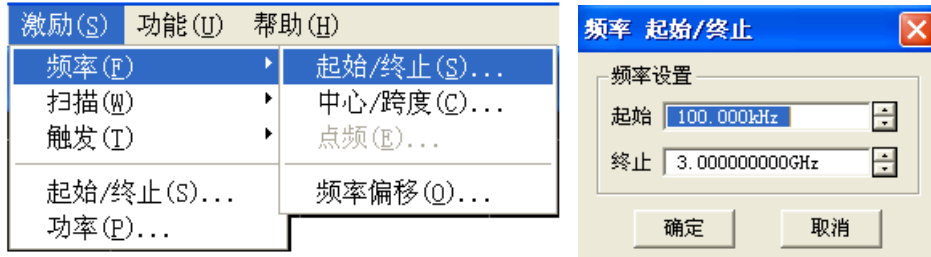 激励(S) 功能(U) 帮助(H)
频率(F)
扫描(W)
触发(T)
起始/终止(S)...
功率(P)...
起始/终止(S)...
中心/跨度(C)...
点频(E)...
频率偏移(O)...
频率 起始/终止
频率设置
起始 100.000kHz
终止 3.000000000GHz
确定 取消